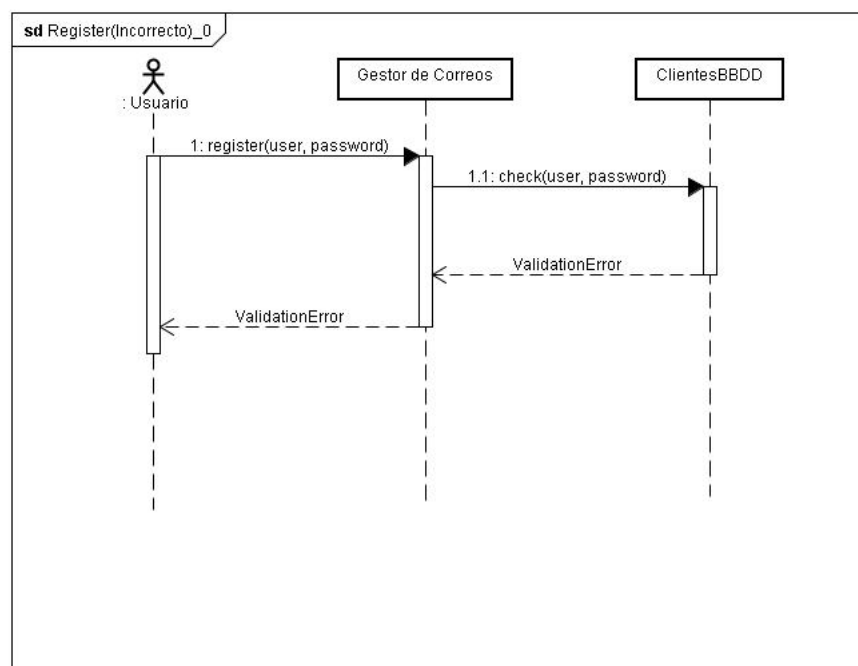 sd Register(Incorrecto)_0
: Usuario
Gestor de Correos
ClientesBBDD
1: register(user, password)
1.1: check(user, password)
ValidationError
ValidationError